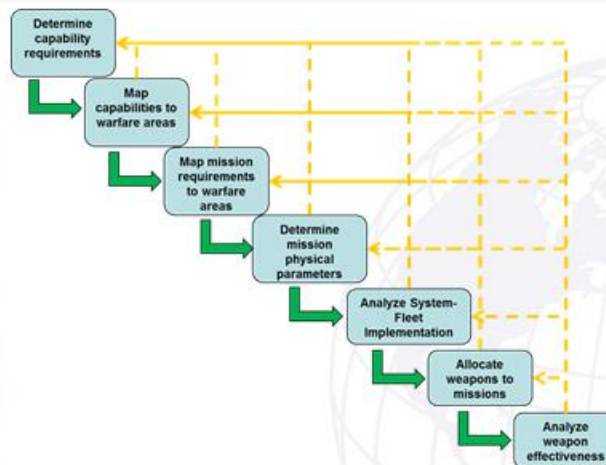 Determine
capability
requirements
Map
capabilities to
warfare areas
Map mission
requirements
to warfare
areas
Determine
mission
physical
parameters
Analyze System-
Fleet
Implementation
Allocate
weapons to
missions
Analyze
weapon
effectiveness